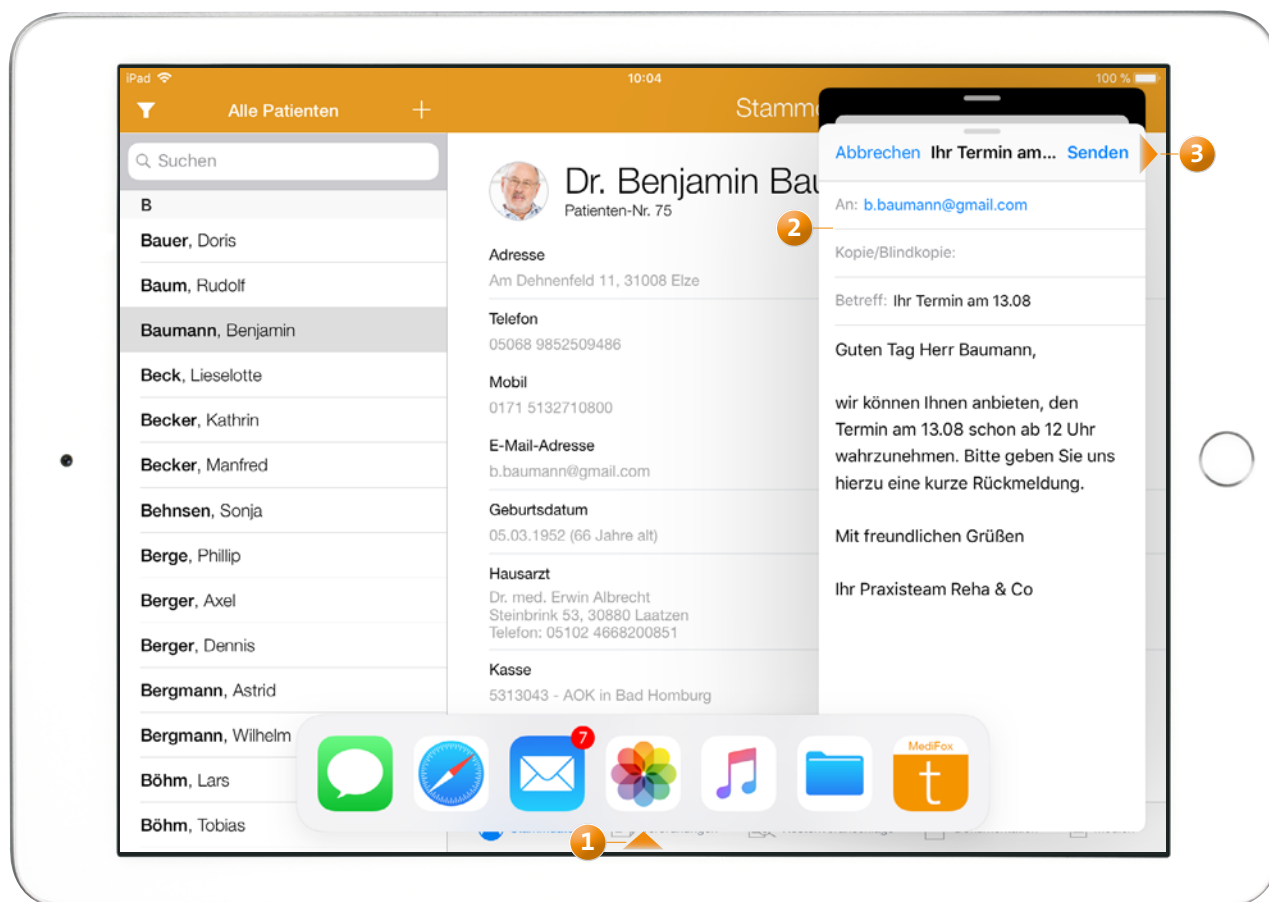 iPad
10:04
100 %
Alle Patienten
Suchen
B
Bauer, Doris
Baum, Rudolf
Baumann, Benjamin
Beck, Lieselotte
Becker, Kathrin
Becker, Manfred
Behnsen, Sonja
Berge, Phillip
Berger, Axel
Berger, Dennis
Bergmann, Astrid
Bergmann, Wilhelm
Böhm, Lars
Böhm, Tobias
Dr. Benjamin
Patienten-Nr. 75
Adresse
Am Dehnenfeld 11, 31008 Elze
Telefon
05068 9852509486
Mobil
0171 5132710800
E-Mail-Adresse
b.baumann@gmail.com
Geburtsdatum
05.03.1952 (66 Jahre alt)
Hausarzt
Dr. med. Erwin Albrecht
Steinbrink 53, 30880 Laatzen
Telefon: 05102 4668200851
Kasse
5313043 - AOK in Bad Homburg
Abbrechen Ihr Termin am... Senden
3
An: b.baumann@gmail.com
2
Kopie/Blindkopie:
Betreff: Ihr Termin am 13.08
Guten Tag Herr Baumann,
wir können Ihnen anbieten, den
Termin am 13.08 schon ab 12 Uhr
wahrzunehmen. Bitte geben Sie uns
hierzu eine kurze Rückmeldung.
Mit freundlichen Grüßen
Ihr Praxisteam Reha & Co
7
MediFox
t
1